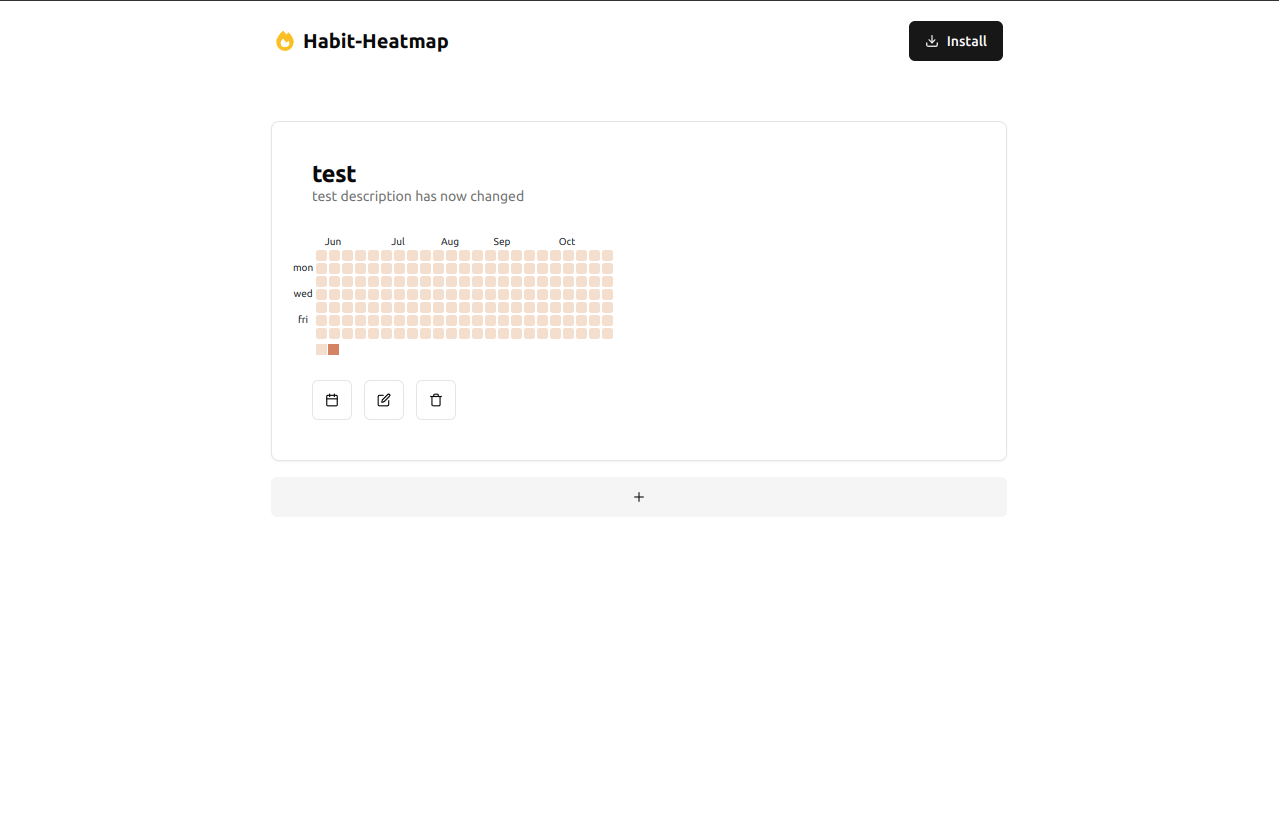 Habit-Heatmap
Install
test
test description has now changed
Jun Jul Aug Sep Oct
mon
wed
fri
+